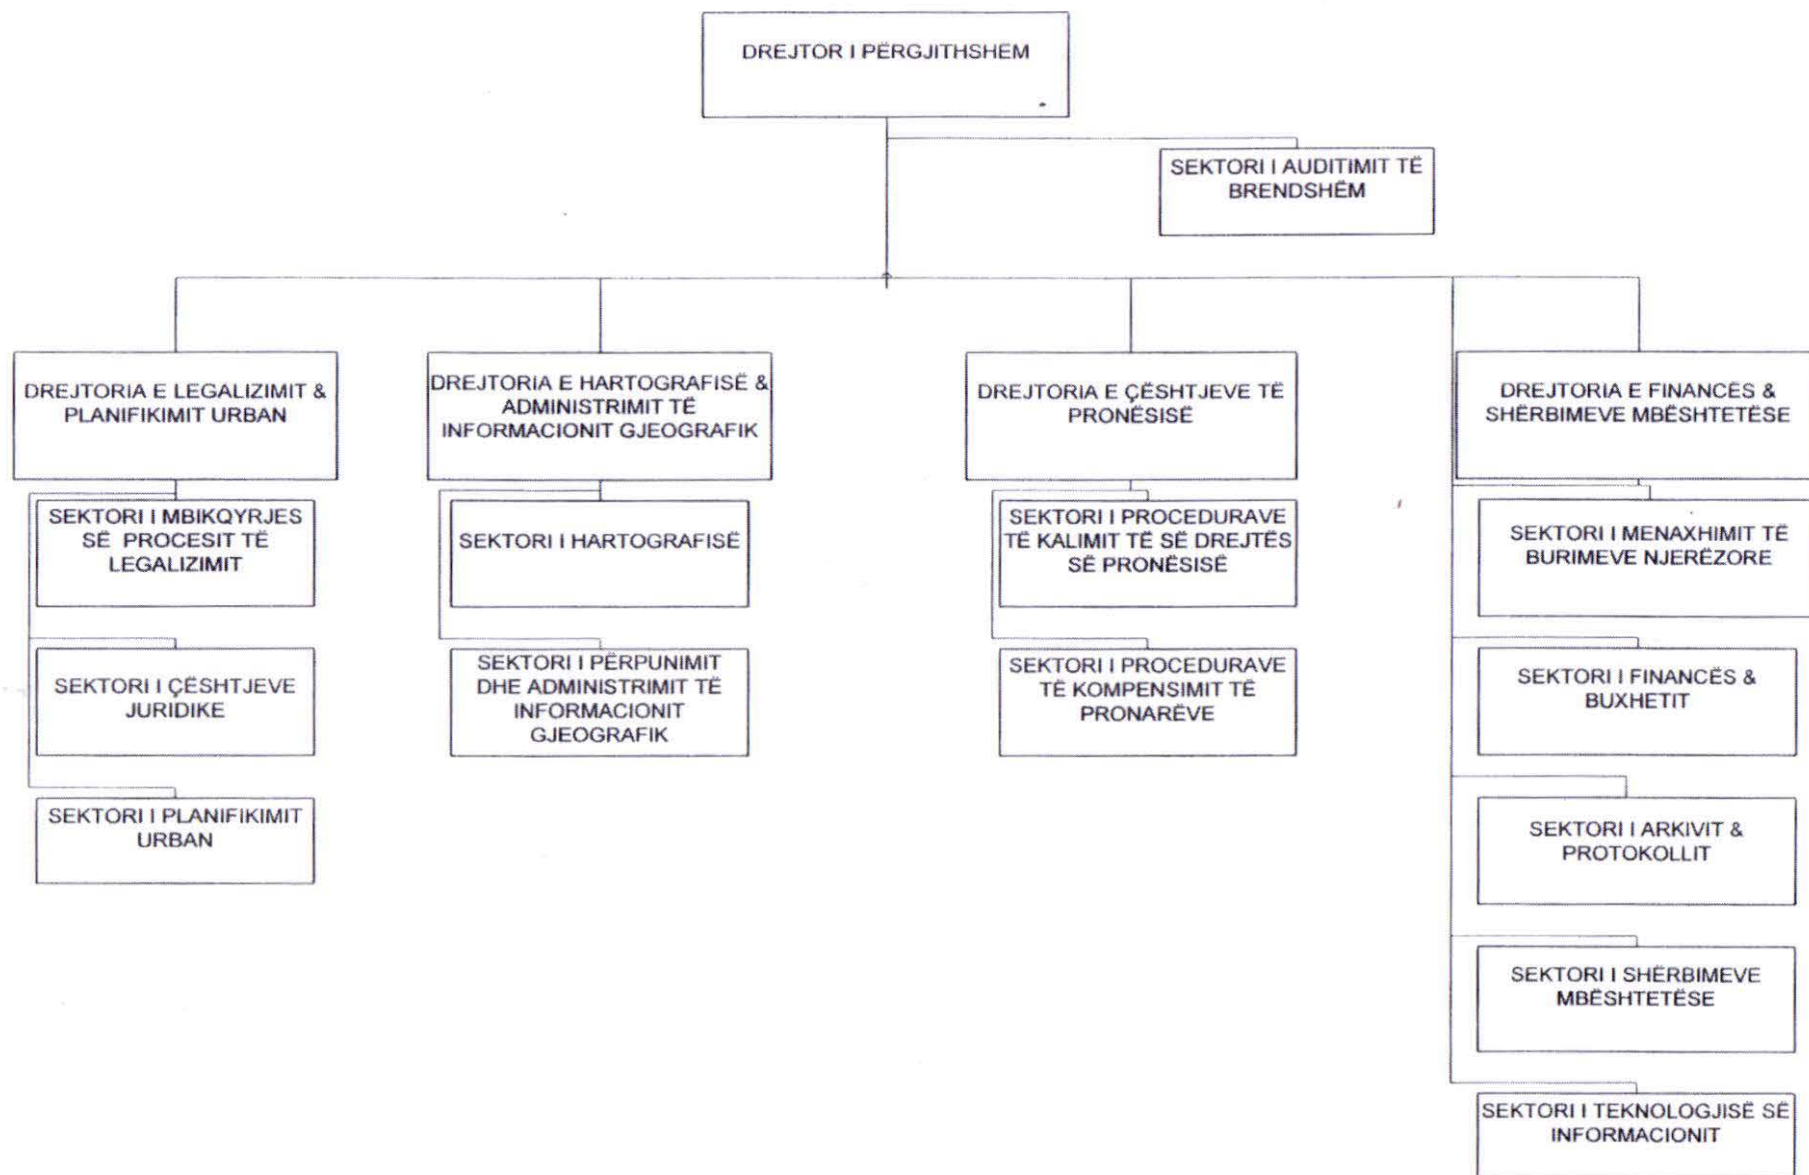 DREJTOR I PËRGJITHSHEM
SEKTORI I AUDITIMIT TË
BRENDSHËM
DREJTORIA E LEGALIZIMIT &
PLANIFIKIMIT URBAN
DREJTORIA E HARTOGRAFISË &
ADMINISTRIMIT TË
INFORMACIONIT GJEOGRAFIK
DREJTORIA E ÇËSHTJEVE TË
PRONËSISË
DREJTORIA E FINANCËS &
SHËRBIMEVE MBËSHTETËSE
SEKTORI I MBIKQYRJES
SË PROCESIT TË
LEGALIZIMIT
SEKTORI I HARTOGRAFISË
SEKTORI I PROCEDURAVE
TË KALIMIT TË SË DREJTËS
SË PRONËSISË
SEKTORI I MENAXHIMIT TË
BURIMEVE NJERËZORE
SEKTORI I ÇËSHTJEVE
JURIDIKE
SEKTORI I PËRPUNIMIT
DHE ADMINISTRIMIT TË
INFORMACIONIT
GJEOGRAFIK
SEKTORI I PROCEDURAVE
TË KOMPENSIMIT TË
PRONARËVE
SEKTORI I FINANCËS &
BUXHETIT
SEKTORI I PLANIFIKIMIT
URBAN
SEKTORI I ARKIVIT &
PROTOKOLLIT
SEKTORI I SHËRBIMEVE
MBËSHTETËSE
SEKTORI I TEKNOLOGJISË SË
INFORMACIONIT